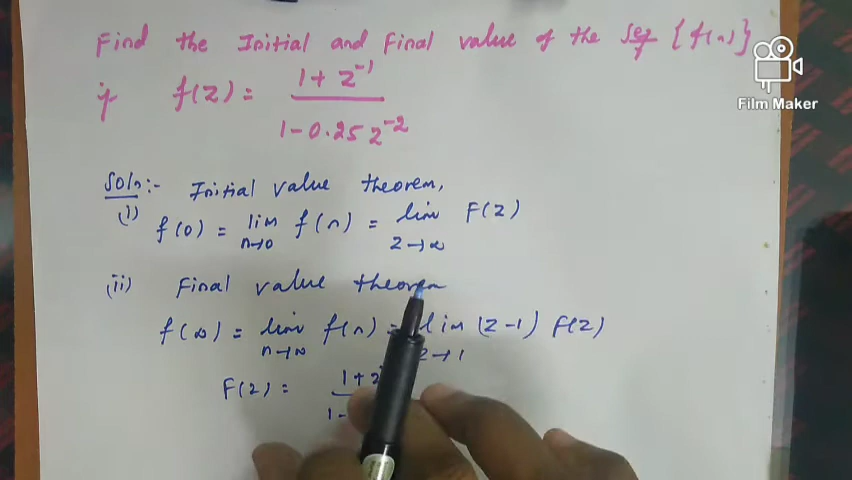 Find the Initial and Final value of the seq {f(n)}
if f(z) = 1 + z⁻¹ / 1 - 0.25 z⁻²
Film Maker
Soln:- Initial value theorem,
(i) f(0) = lim n→0 f(n) = lim z→∞ F(z)
(ii) Final value theorem
f(∞) = lim n→∞ f(n) = lim z→1 (z-1) F(z)
F(z) = 1 + z / 1 -